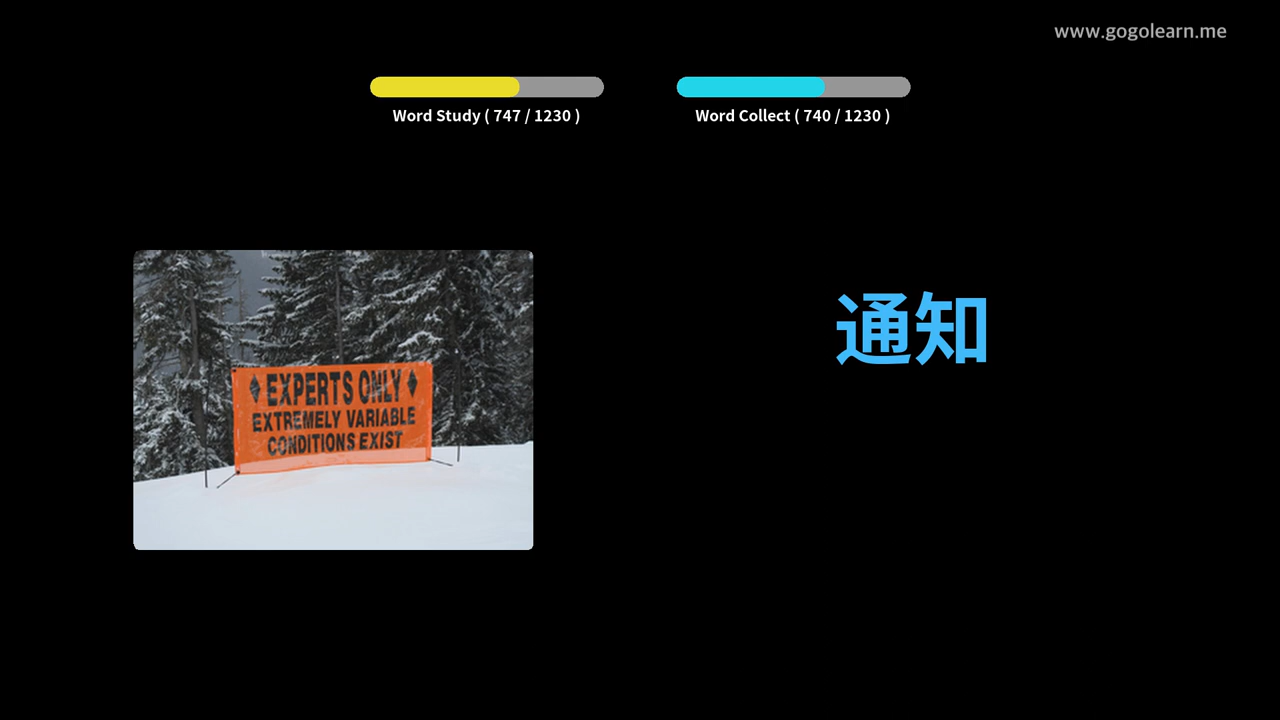 www.gogolearn.me
Word Study ( 747 / 1230 )
Word Collect ( 740 / 1230 )
通知
EXPERTS ONLY
EXTREMELY VARIABLE
CONDITIONS EXIST